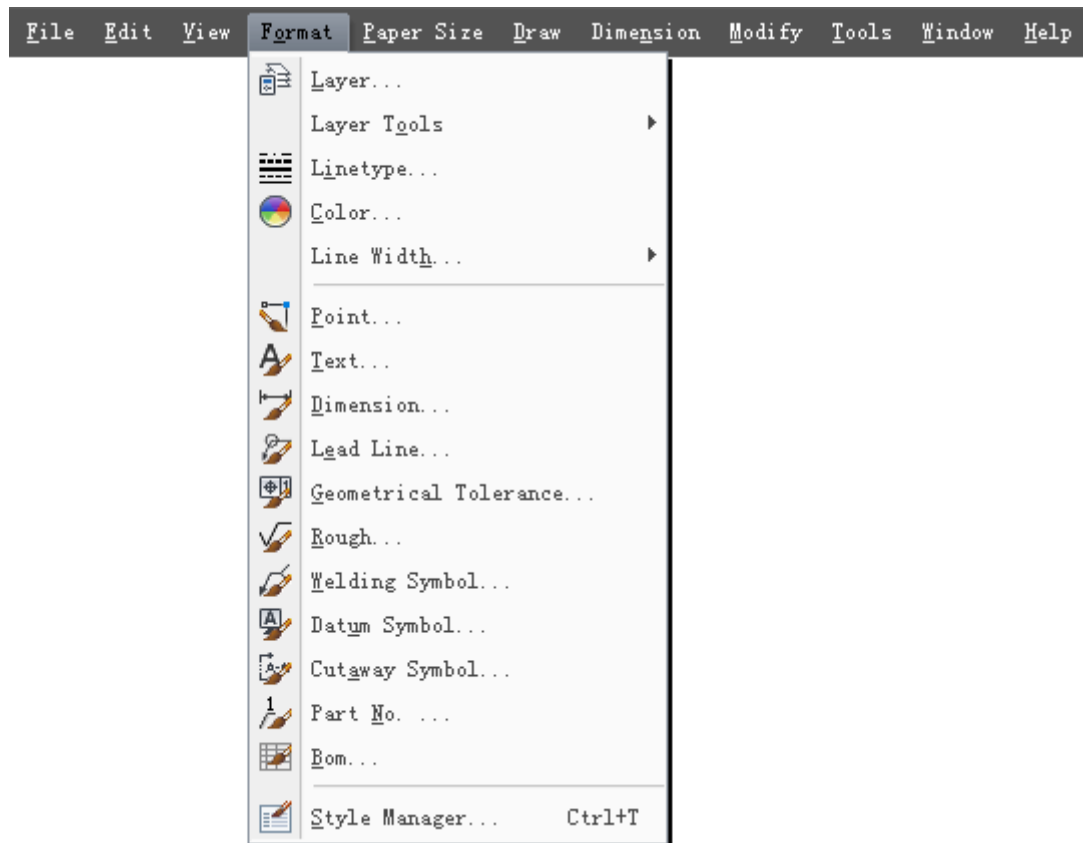 File Edit View Format Paper Size Draw Dimension Modify Tools Window Help
Layer...
Layer Tools
Linetype...
Color...
Line Width...
Point...
Text...
Dimension...
Lead Line...
Geometrical Tolerance...
Rough...
Welding Symbol...
Datum Symbol...
Cutaway Symbol...
Part No. ...
Bom...
Style Manager... Ctrl+T